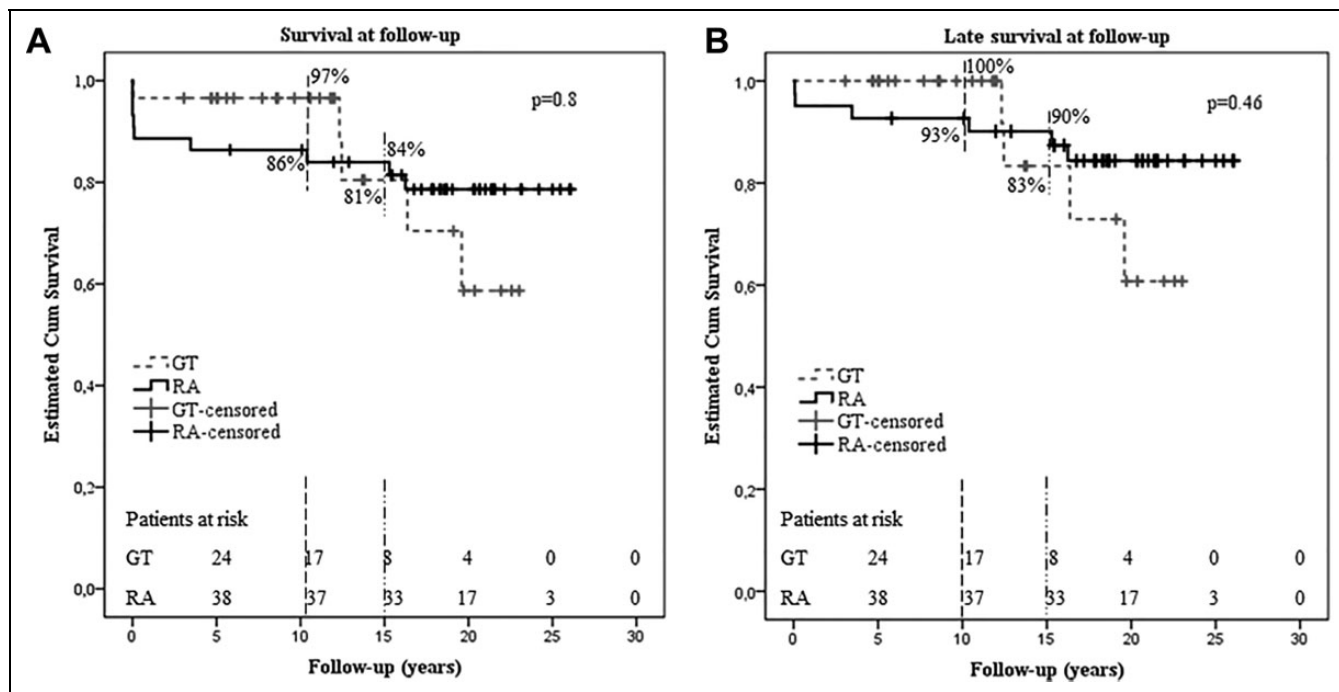 A
Survival at follow-up
1,0
97%
p=0.8
86%
84%
0,8
81%
0,6
Estimated Cum Survival
GT
RA
GT-censored
RA-censored
0,4
0,2
Patients at risk
GT 24 17 8 4 0 0
0,0
RA 38 37 33 17 3 0
0 5 10 15 20 25 30
Follow-up (years)
B
Late survival at follow-up
100%
1,0
90%
p=0.46
93%
0,8
83%
0,6
Estimated Cum Survival
GT
RA
GT-censored
RA-censored
0,4
0,2
Patients at risk
GT 24 17 8 4 0 0
0,0
RA 38 37 33 17 3 0
0 5 10 15 20 25 30
Follow-up (years)